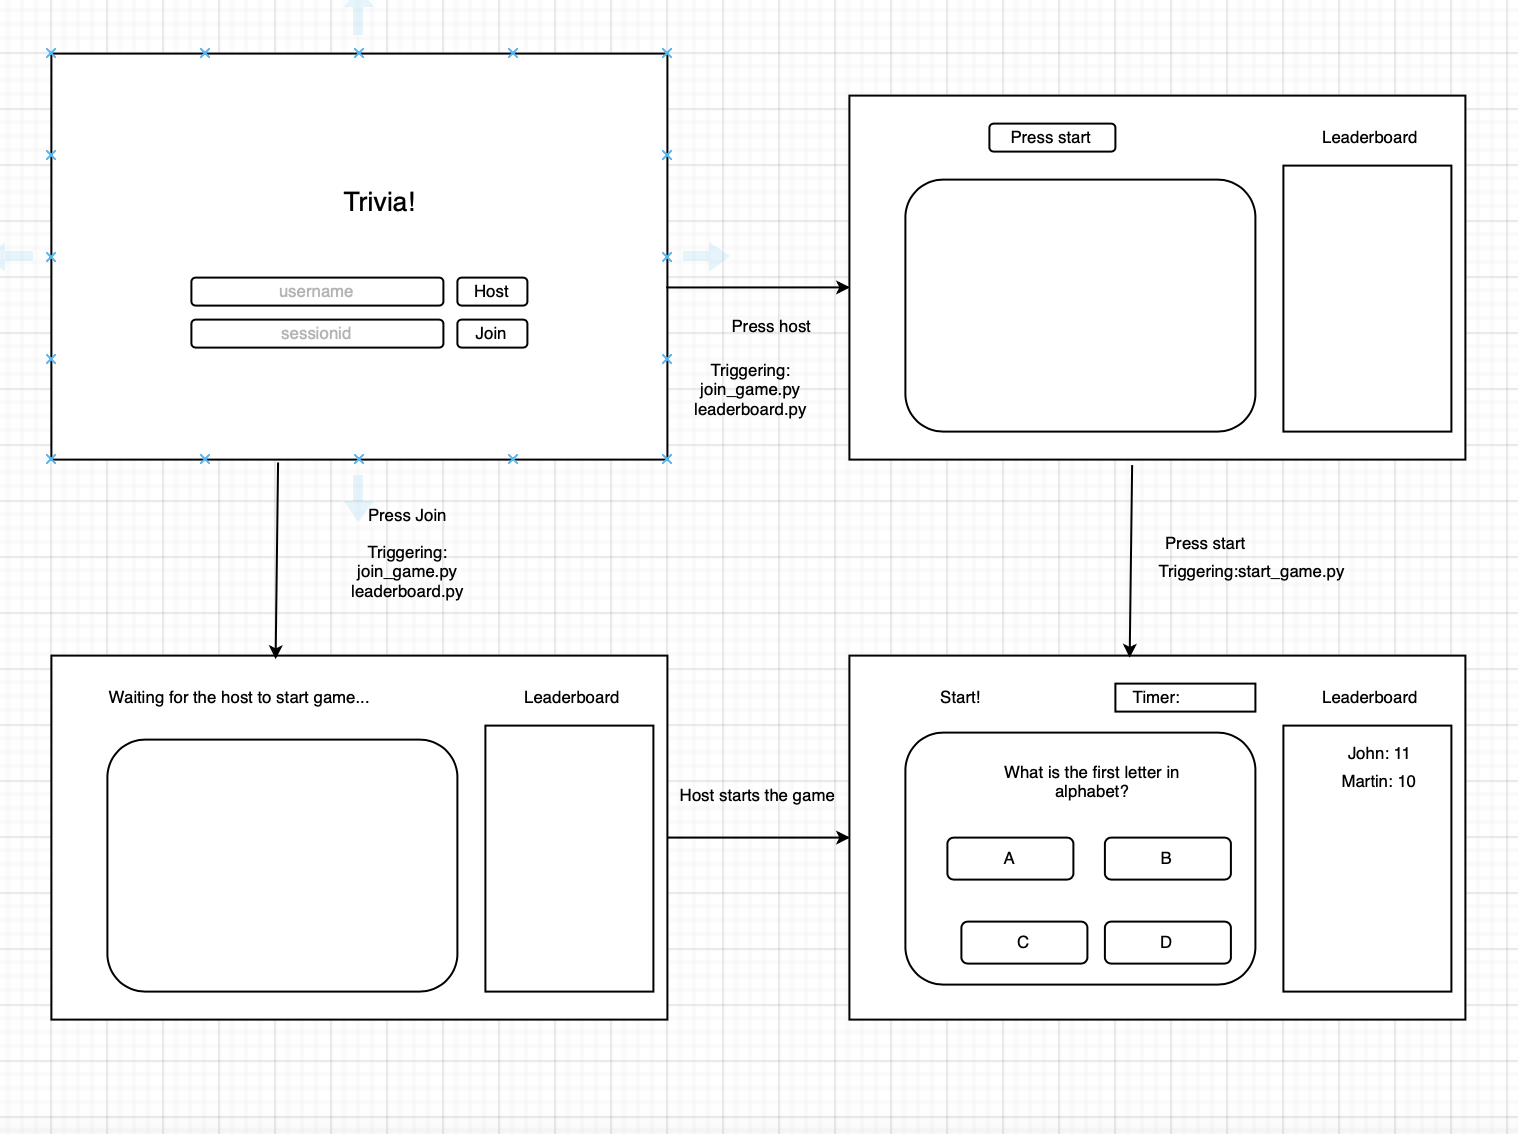 Trivia!
username
Host
sessionid
Join
Press host
Triggering:
join_game.py
leaderboard.py
Press start
Leaderboard
Press Join
Triggering:
join_game.py
leaderboard.py
Press start
Triggering:start_game.py
Waiting for the host to start game...
Leaderboard
Host starts the game
Start!
Timer:
Leaderboard
What is the first letter in
alphabet?
A
B
C
D
John: 11
Martin: 10